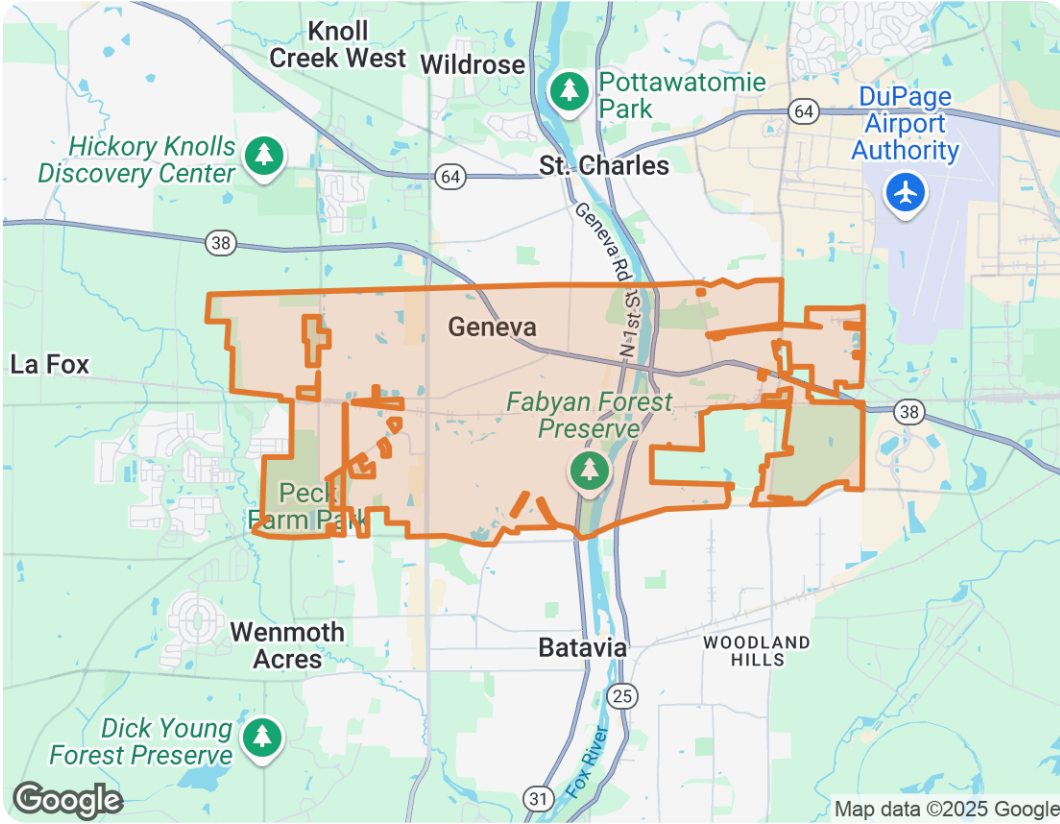 Knoll
Creek West
Wildrose
Pottawatomie
Park
64
DuPage
Airport
Authority
Hickory Knolls
Discovery Center
64
St. Charles
38
Geneva Rd
N 1st St
Geneva
La Fox
Fabyan Forest
Preserve
38
Peck
Farm Park
Wenmoth
Acres
Batavia
WOODLAND
HILLS
25
Dick Young
Forest Preserve
Fox River
31
Google
Map data ©2025 Google